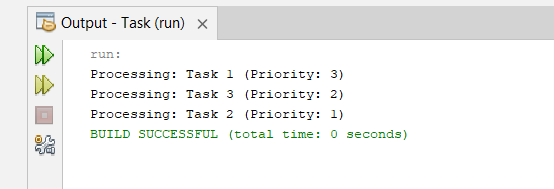 Output - Task (run) ×
run:
Processing: Task 1 (Priority: 3)
Processing: Task 3 (Priority: 2)
Processing: Task 2 (Priority: 1)
BUILD SUCCESSFUL (total time: 0 seconds)